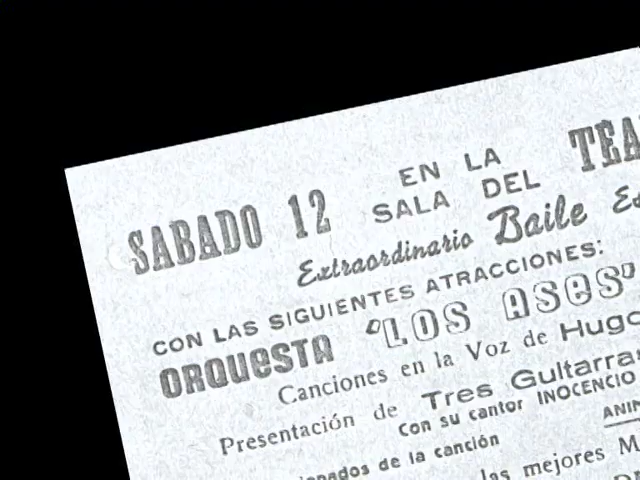 SABADO 12 EN LA SALA DEL
Extraordinario Baile
CON LAS SIGUIENTES ATRACCIONES:
ORQUESTA "LOS ASES"
Canciones en la Voz de Hugo
Presentación de Tres Guitarras
Con su cantor INOCENCIO
de la canción
las mejores